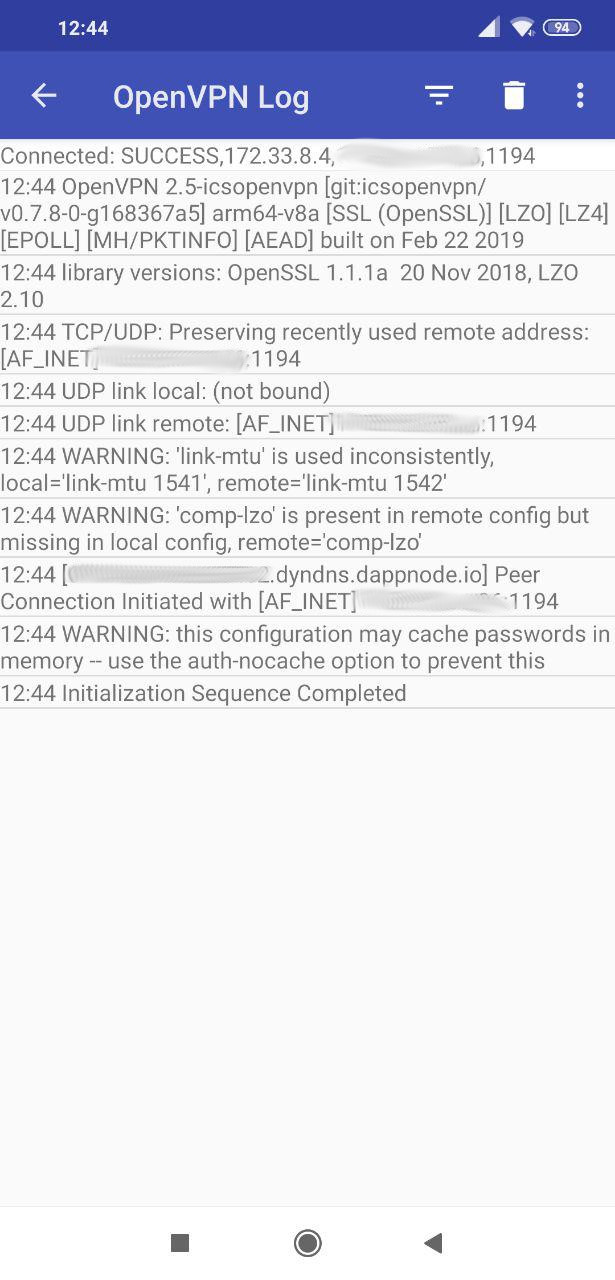 12:44
94
OpenVPN Log
Connected: SUCCESS,172.33.8.4, ,1194
12:44 OpenVPN 2.5-icsopenvpn [git:icsopenvpn/
v0.7.8-0-g168367a5] arm64-v8a [SSL (OpenSSL)] [LZO] [LZ4]
[EPOLL] [MH/PKTINFO] [AEAD] built on Feb 22 2019
12:44 library versions: OpenSSL 1.1.1a  20 Nov 2018, LZO
2.10
12:44 TCP/UDP: Preserving recently used remote address:
[AF_INET] :1194
12:44 UDP link local: (not bound)
12:44 UDP link remote: [AF_INET] :1194
12:44 WARNING: 'link-mtu' is used inconsistently,
local='link-mtu 1541', remote='link-mtu 1542'
12:44 WARNING: 'comp-lzo' is present in remote config but
missing in local config, remote='comp-lzo'
12:44 [ .dyndns.dappnode.io] Peer
Connection Initiated with [AF_INET] :1194
12:44 WARNING: this configuration may cache passwords in
memory -- use the auth-nocache option to prevent this
12:44 Initialization Sequence Completed